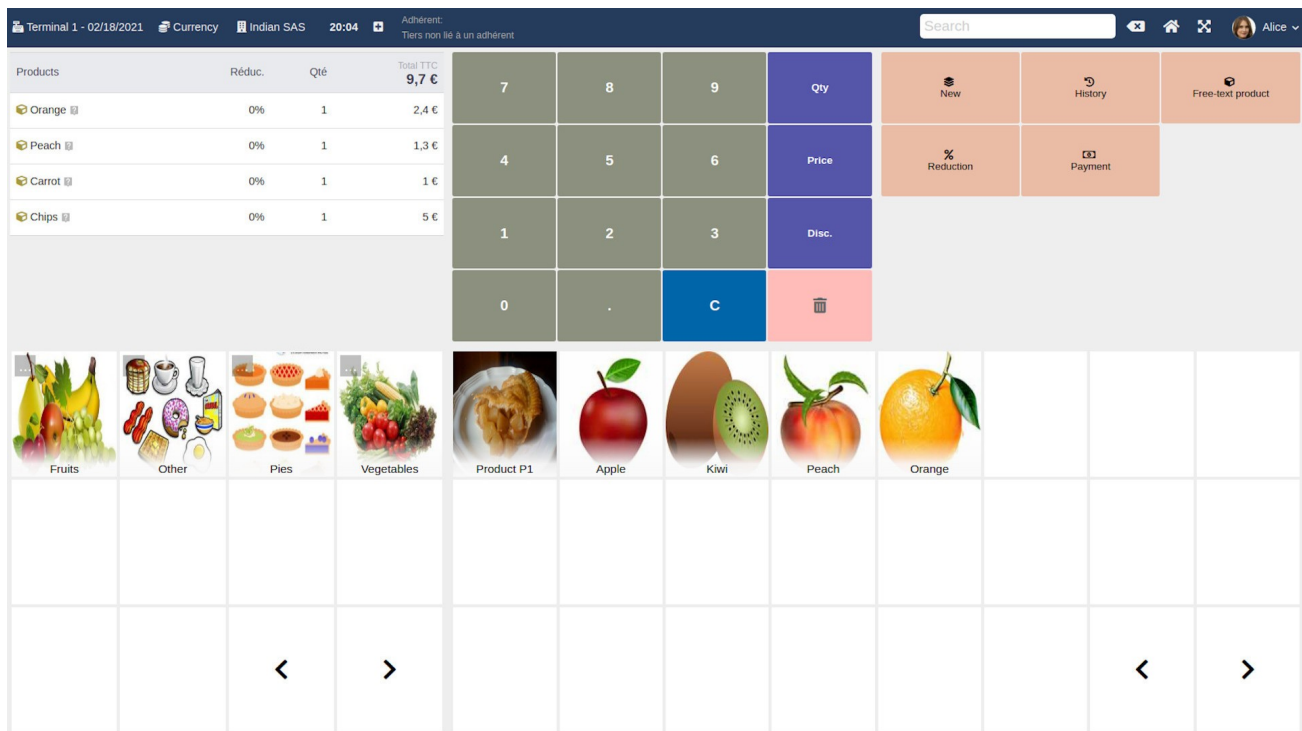 Terminal 1 - 02/18/2021 Currency Indian SAS 20:04 Adhérent: Search Alice
Tiers non lié à un adhérent
Products Réduc. Qté Total TTC
9,7 €
Orange 0% 1 2,4 €
Peach 0% 1 1,3 €
Carrot 0% 1 1 €
Chips 0% 1 5 €
7 8 9 Qty
4 5 6 Price
1 2 3 Disc.
0 . C
New History Free-text product
Reduction Payment
... ... ... ...
Fruits Other Pies Vegetables Product P1 Apple Kiwi Peach Orange